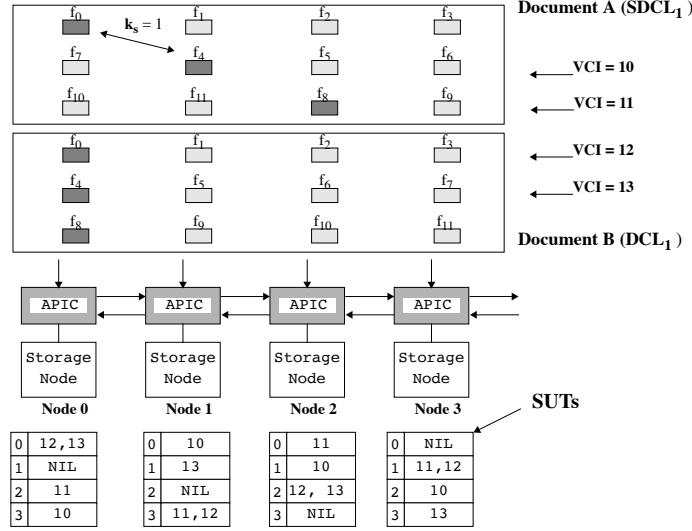 Document A (SDCL1)
f0 ks = 1 f1 f2 f3
f7 f4 f5 f6
VCI = 10
f10 f11 f8 f9
VCI = 11
f0 f1 f2 f3
VCI = 12
f4 f5 f6 f7
VCI = 13
f8 f9 f10 f11
Document B (DCL1)
APIC APIC APIC APIC
Storage Node Storage Node Storage Node Storage Node
Node 0 Node 1 Node 2 Node 3
SUTs
0 12,13 0 10 0 11 0 NIL
1 NIL 1 13 1 10 1 11,12
2 11 2 NIL 2 12, 13 2 10
3 10 3 11,12 3 NIL 3 13